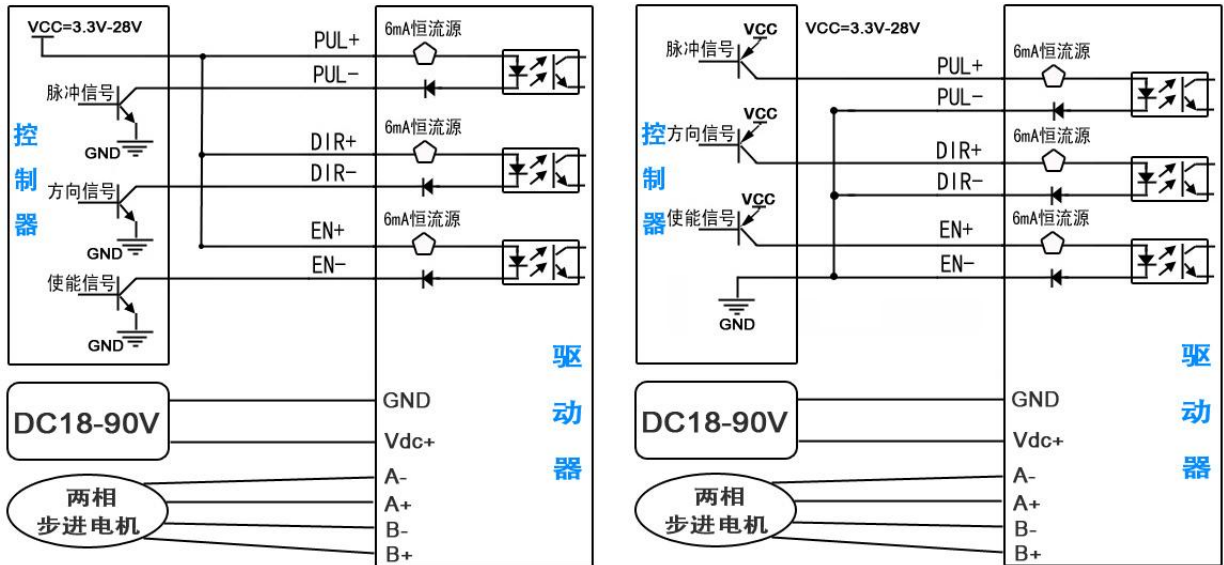 VCC=3.3V-28V
PUL+
6mA恒流源
PUL-
脉冲信号
GND
控制器
DIR+
6mA恒流源
DIR-
方向信号
GND
EN+
6mA恒流源
EN-
使能信号
GND
驱动器
DC18-90V
GND
Vdc+
两相
步进电机
A-
A+
B-
B+
VCC
VCC=3.3V-28V
脉冲信号
PUL+
6mA恒流源
PUL-
VCC
控制器
方向信号
DIR+
6mA恒流源
DIR-
VCC
使能信号
EN+
6mA恒流源
EN-
GND
驱动器
DC18-90V
GND
Vdc+
两相
步进电机
A-
A+
B-
B+